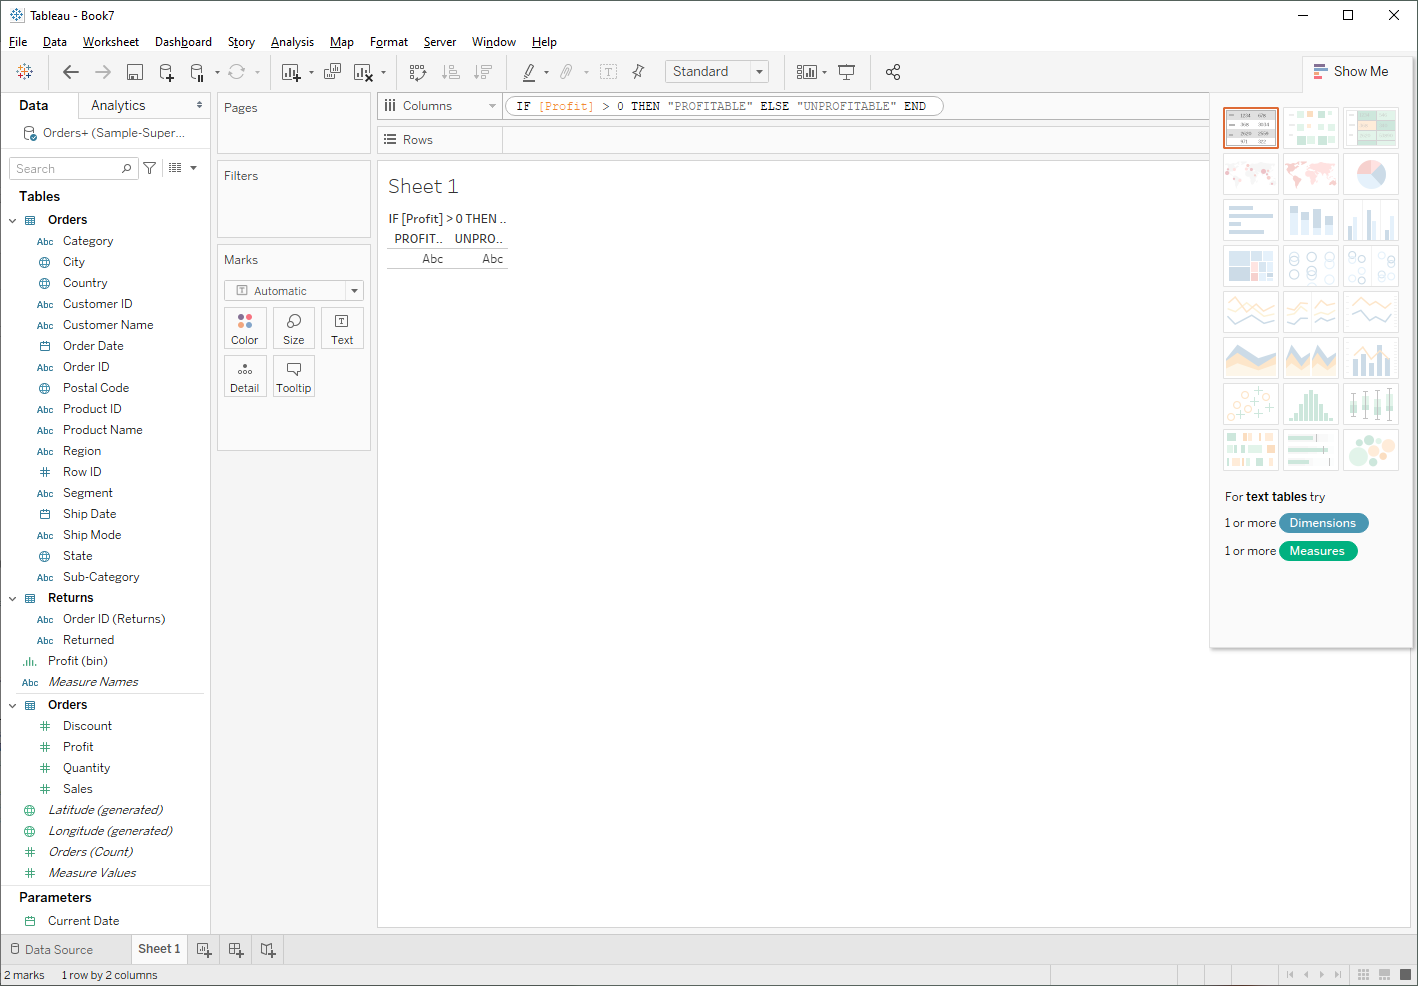 Tableau - Book7
File Data Worksheet Dashboard Story Analysis Map Format Server Window Help
Standard
Show Me
Data Analytics
Orders+ (Sample-Super...
Search
Tables
Orders
Abc Category
City
Country
Abc Customer ID
Abc Customer Name
Order Date
Abc Order ID
Postal Code
Abc Product ID
Abc Product Name
Abc Region
Row ID
Abc Segment
Ship Date
Abc Ship Mode
State
Abc Sub-Category
Returns
Abc Order ID (Returns)
Abc Returned
Profit (bin)
Abc Measure Names
Orders
Discount
Profit
Quantity
Sales
Latitude (generated)
Longitude (generated)
Orders (Count)
Measure Values
Parameters
Current Date
Pages
Filters
Marks
Automatic
Color Size Text
Detail Tooltip
Columns IF [Profit] > 0 THEN "PROFITABLE" ELSE "UNPROFITABLE" END
Rows
Sheet 1
IF [Profit] > 0 THEN ..
PROFIT.. UNPRO..
Abc Abc
For text tables try
1 or more Dimensions
1 or more Measures
Data Source Sheet 1
2 marks 1 row by 2 columns